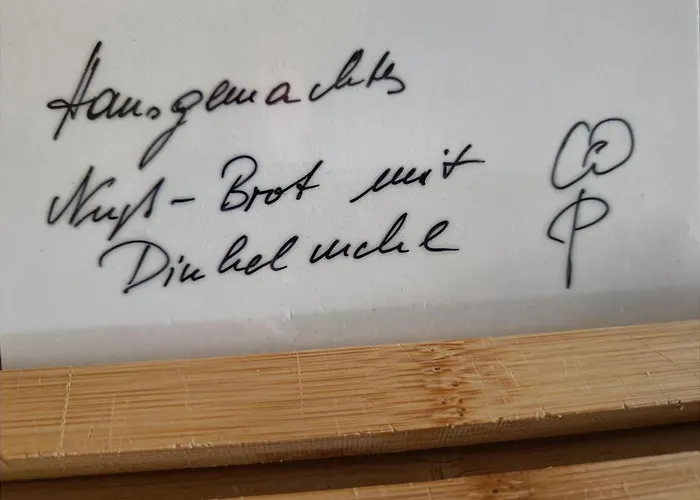 Hausgemachtes
Nuß-Brot mit
Dinkelmehl